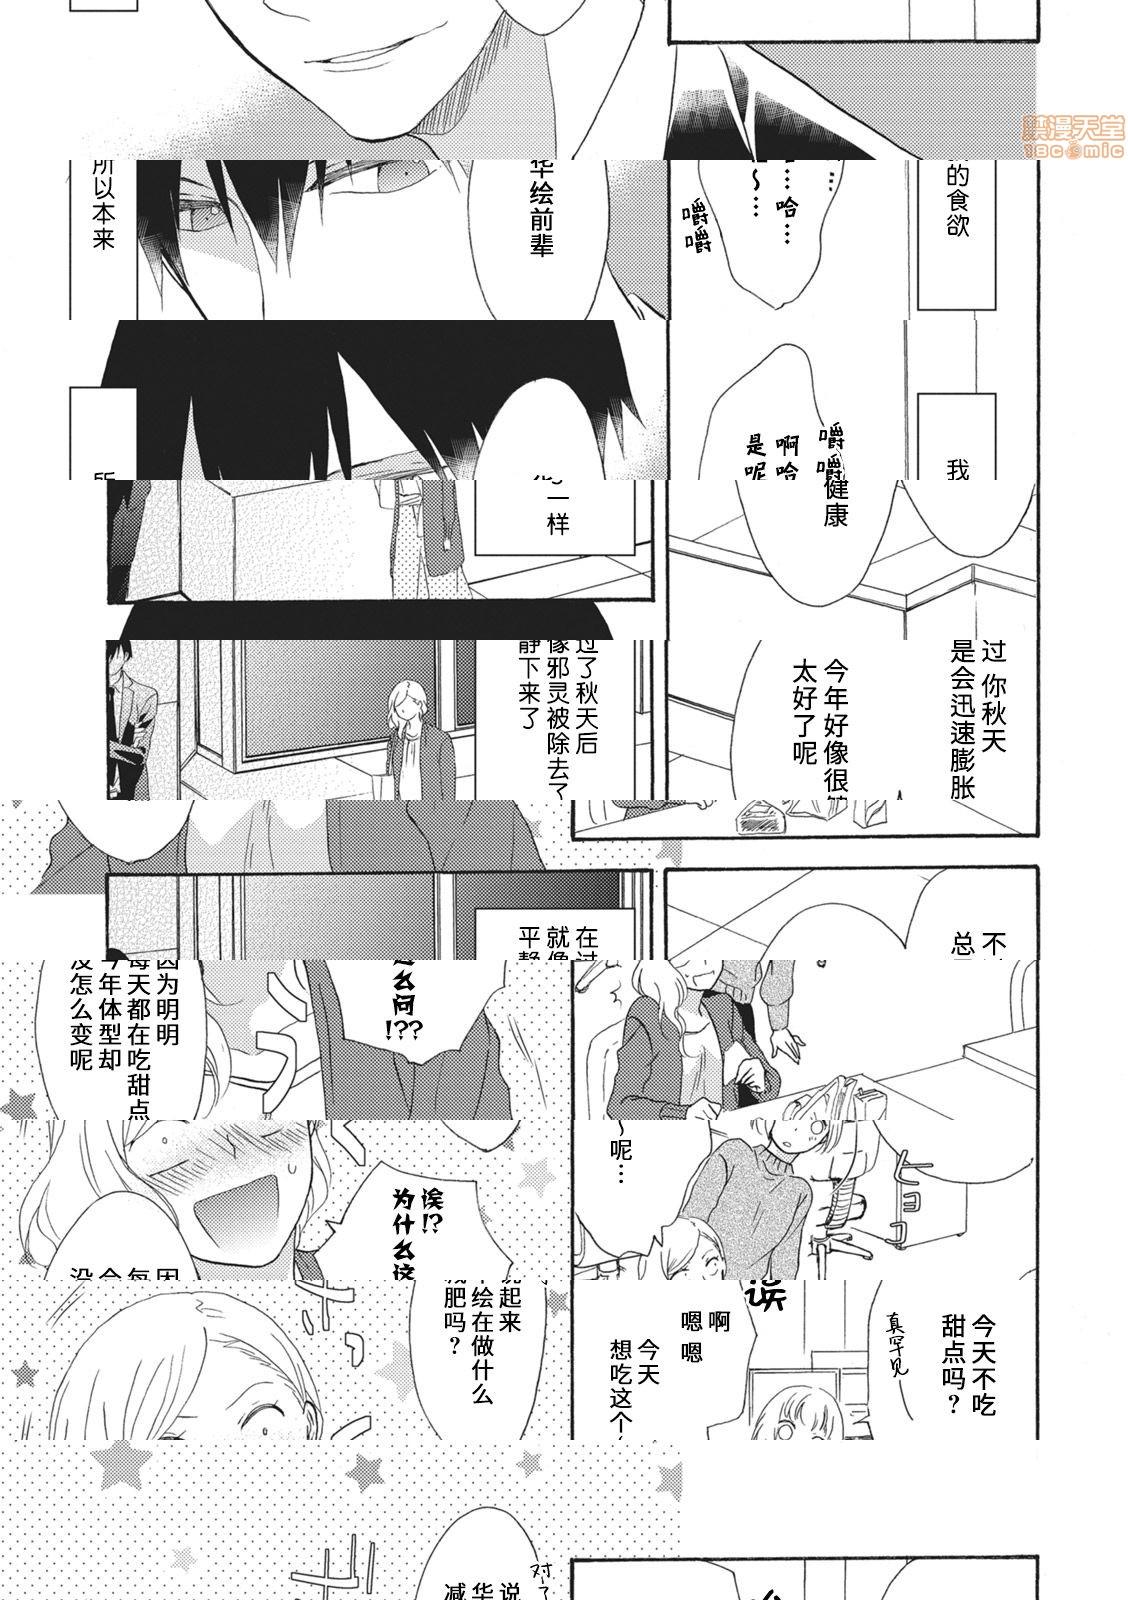 禁漫天堂
18comic
的食欲
…哈…
～…
嚼嚼
华绘前辈
所以本来
我
嚼嚼
啊哈
是呢
健康
一样
你秋天
是会迅速膨胀
今年好像很
太好了呢
过了秋天后
像邪灵被除去了
静下来了
不
总
在
就像
平
么问!??
因为明明
每天都在吃甜点
今年体型却
没怎么变呢
～呢…
诶!?
为什么这
今天不吃
甜点吗?
真罕见
诶
啊
嗯嗯
今天
想吃这个
说起来
绘在做什么
减肥吗?
对了
说
华
减